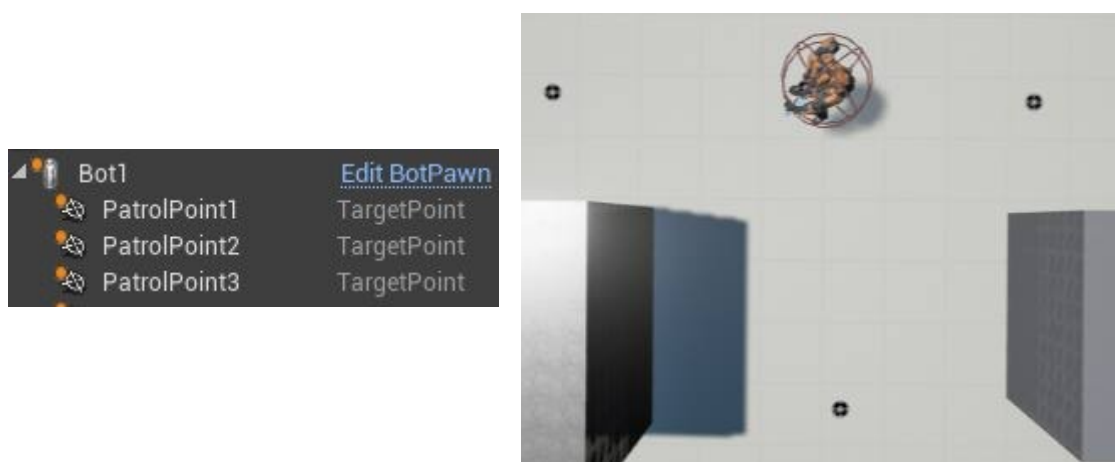 Bot1 Edit BotPawn
PatrolPoint1 TargetPoint
PatrolPoint2 TargetPoint
PatrolPoint3 TargetPoint